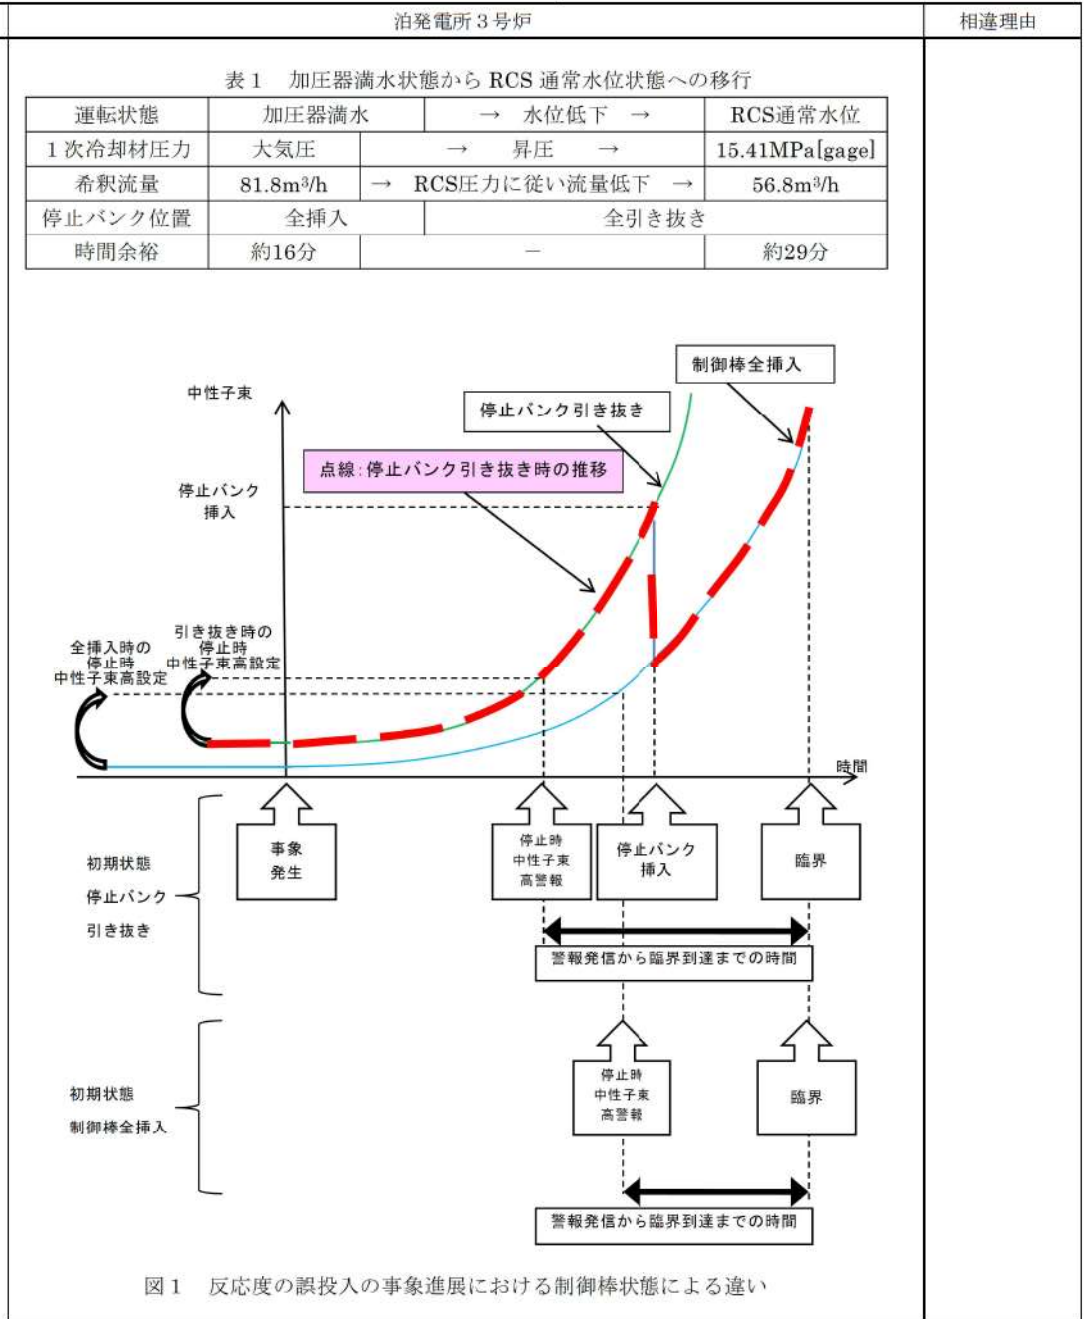 泊発電所3号炉 相違理由
表1 加圧器満水状態から RCS 通常水位状態への移行
運転状態 加圧器満水 → 水位低下 → RCS通常水位
1次冷却材圧力 大気圧 → 昇圧 → 15.41MPa[gage]
希釈流量 81.8m³/h → RCS圧力に従い流量低下 → 56.8m³/h
停止バンク位置 全挿入 全引き抜き
時間余裕 約16分 － 約29分
制御棒全挿入
中性子束
停止バンク引き抜き
点線:停止バンク引き抜き時の推移
停止バンク
挿入
引き抜き時の
停止時
中性子束高設定
全挿入時の
停止時
中性子束高設定
時間
初期状態
停止バンク
引き抜き
事象
発生
停止時
中性子束
高警報
停止バンク
挿入
臨界
警報発信から臨界到達までの時間
初期状態
制御棒全挿入
停止時
中性子束
高警報
臨界
警報発信から臨界到達までの時間
図1 反応度の誤投入の事象進展における制御棒状態による違い